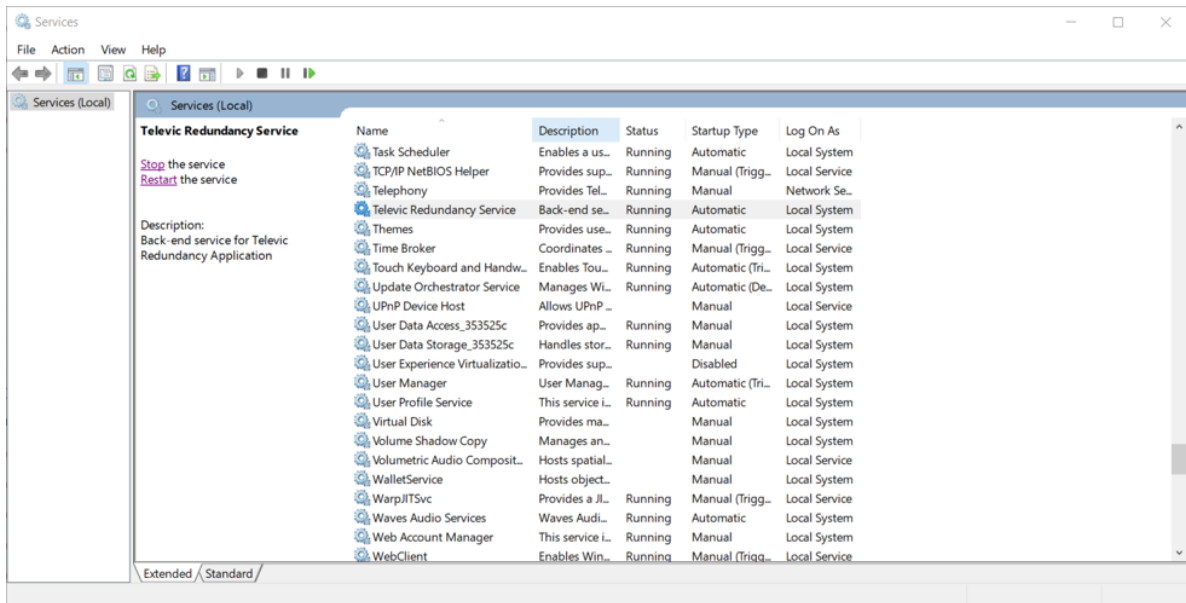 Services
File Action View Help
Services (Local)
Services (Local)
Televic Redundancy Service
Stop the service
Restart the service
Description:
Back-end service for Televic
Redundancy Application
Name Description Status Startup Type Log On As
Task Scheduler Enables a us... Running Automatic Local System
TCP/IP NetBIOS Helper Provides sup... Running Manual (Trigg... Local Service
Telephony Provides Tel... Running Manual Network Se...
Televic Redundancy Service Back-end se... Running Automatic Local System
Themes Provides use... Running Automatic Local System
Time Broker Coordinates ... Running Manual (Trigg... Local Service
Touch Keyboard and Handw... Enables Tou... Running Automatic (Tri... Local System
Update Orchestrator Service Manages Wi... Running Automatic (De... Local System
UPnP Device Host Allows UPnP ... Manual Local Service
User Data Access_353525c Provides ap... Running Manual Local System
User Data Storage_353525c Handles stor... Running Manual Local System
User Experience Virtualizatio... Provides sup... Disabled Local System
User Manager User Manag... Running Automatic (Tri... Local System
User Profile Service This service i... Running Automatic Local System
Virtual Disk Provides ma... Manual Local System
Volume Shadow Copy Manages an... Manual Local System
Volumetric Audio Composit... Hosts spatial... Manual Local Service
WalletService Hosts object... Manual Local System
WarpJITSvc Provides a JI... Running Manual (Trigg... Local Service
Waves Audio Services Waves Audi... Running Automatic Local System
Web Account Manager This service i... Running Manual Local System
WebClient Enables Win... Running Manual (Trigg... Local Service
Extended Standard